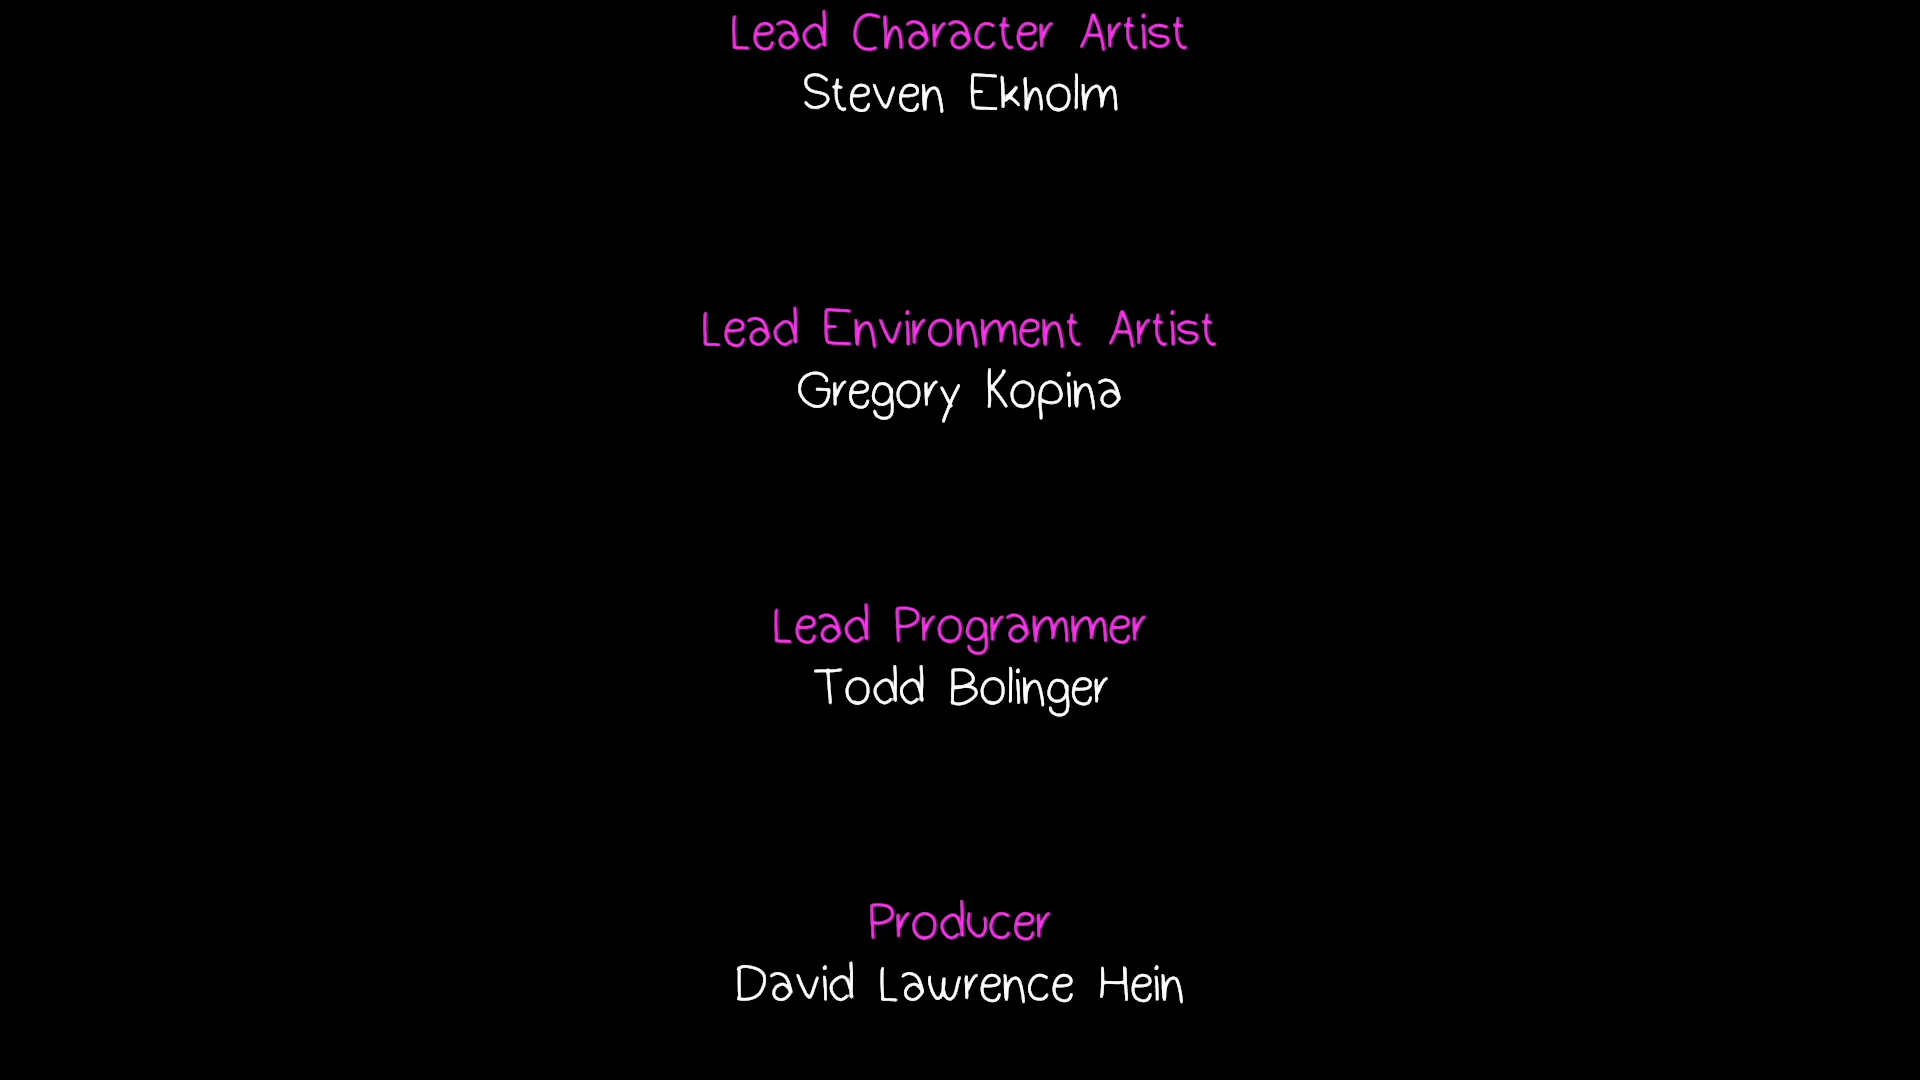 Lead Character Artist
Steven Ekholm
Lead Environment Artist
Gregory Kopina
Lead Programmer
Todd Bolinger
Producer
David Lawrence Hein